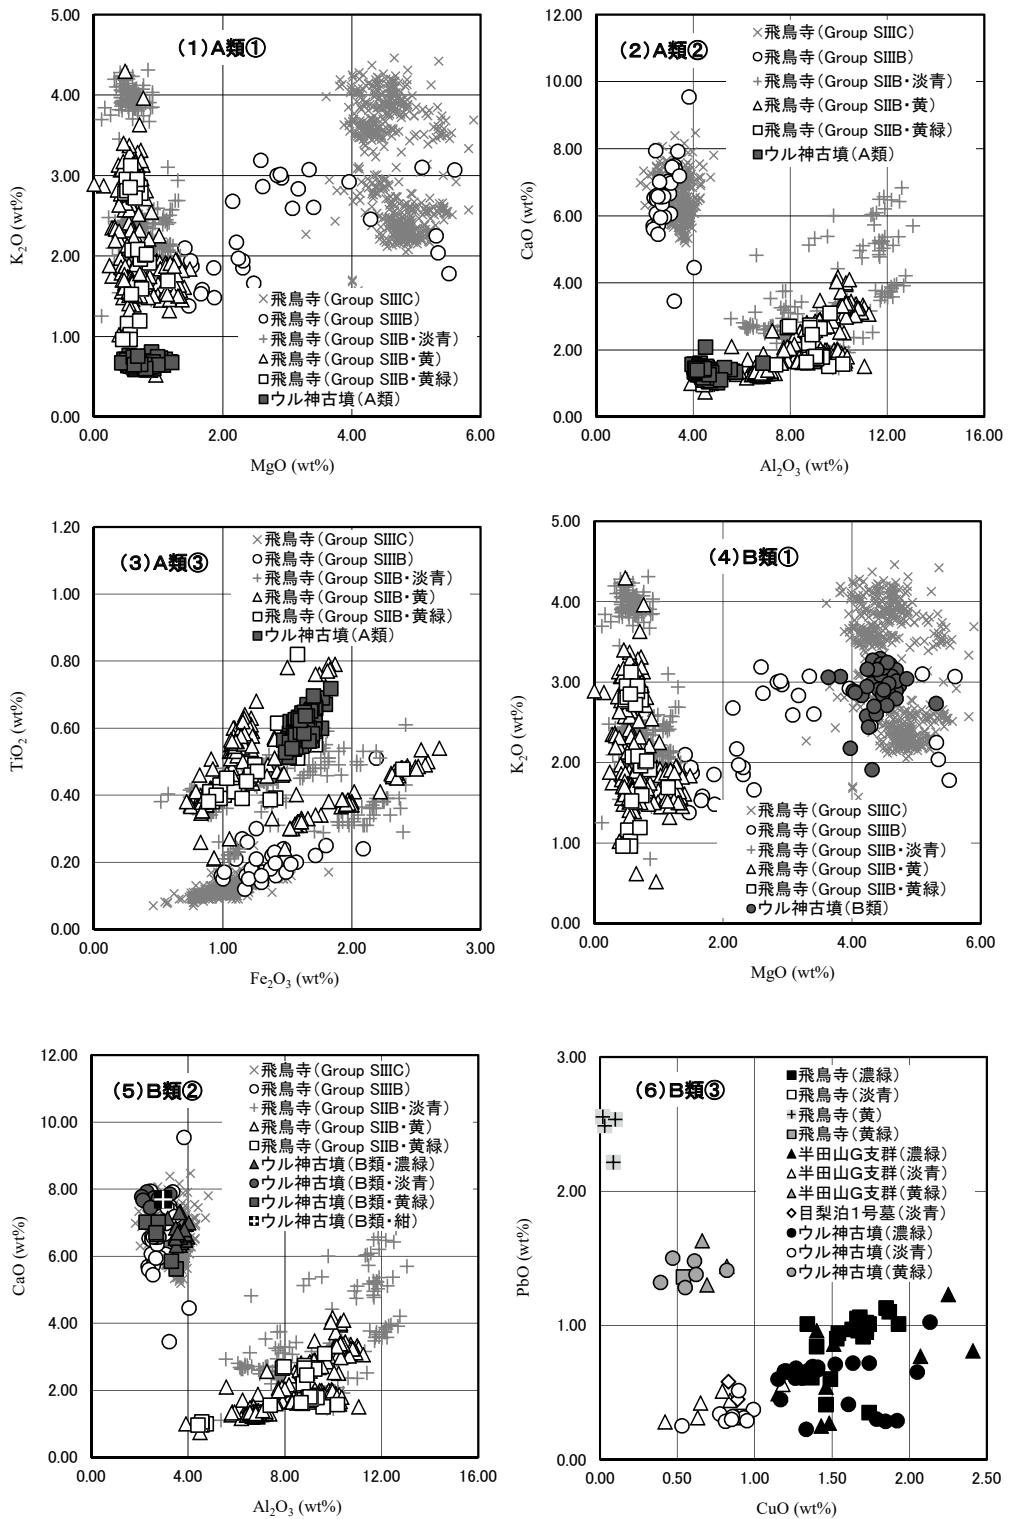 (1)A類①
5.00
4.00
3.00
2.00
1.00
0.00
K2O (wt%)
0.00 2.00 4.00 6.00
MgO (wt%)
飛鳥寺(Group SIIIC)
飛鳥寺(Group SIIIB)
飛鳥寺(Group SIIB・淡青)
飛鳥寺(Group SIIB・黄)
飛鳥寺(Group SIIB・黄緑)
ウル神古墳(A類)
(2)A類②
12.00
10.00
8.00
6.00
4.00
2.00
0.00
CaO (wt%)
0.00 4.00 8.00 12.00 16.00
Al2O3 (wt%)
飛鳥寺(Group SIIIC)
飛鳥寺(Group SIIIB)
飛鳥寺(Group SIIB・淡青)
飛鳥寺(Group SIIB・黄)
飛鳥寺(Group SIIB・黄緑)
ウル神古墳(A類)
(3)A類③
1.20
1.00
0.80
0.60
0.40
0.20
0.00
TiO2 (wt%)
0.00 1.00 2.00 3.00
Fe2O3 (wt%)
飛鳥寺(Group SIIIC)
飛鳥寺(Group SIIIB)
飛鳥寺(Group SIIB・淡青)
飛鳥寺(Group SIIB・黄)
飛鳥寺(Group SIIB・黄緑)
ウル神古墳(A類)
(4)B類①
5.00
4.00
3.00
2.00
1.00
0.00
K2O (wt%)
0.00 2.00 4.00 6.00
MgO (wt%)
飛鳥寺(Group SIIIC)
飛鳥寺(Group SIIIB)
飛鳥寺(Group SIIB・淡青)
飛鳥寺(Group SIIB・黄)
飛鳥寺(Group SIIB・黄緑)
ウル神古墳(B類)
(5)B類②
12.00
10.00
8.00
6.00
4.00
2.00
0.00
CaO (wt%)
0.00 4.00 8.00 12.00 16.00
Al2O3 (wt%)
飛鳥寺(Group SIIIC)
飛鳥寺(Group SIIIB)
飛鳥寺(Group SIIB・淡青)
飛鳥寺(Group SIIB・黄)
飛鳥寺(Group SIIB・黄緑)
ウル神古墳(B類・濃緑)
ウル神古墳(B類・淡青)
ウル神古墳(B類・黄緑)
ウル神古墳(B類・紺)
(6)B類③
3.00
2.00
1.00
0.00
PbO (wt%)
0.00 0.50 1.00 1.50 2.00 2.50
CuO (wt%)
飛鳥寺(濃緑)
飛鳥寺(淡青)
飛鳥寺(黄)
飛鳥寺(黄緑)
半田山G支群(濃緑)
半田山G支群(淡青)
半田山G支群(黄緑)
目梨泊1号墓(淡青)
ウル神古墳(濃緑)
ウル神古墳(淡青)
ウル神古墳(黄緑)